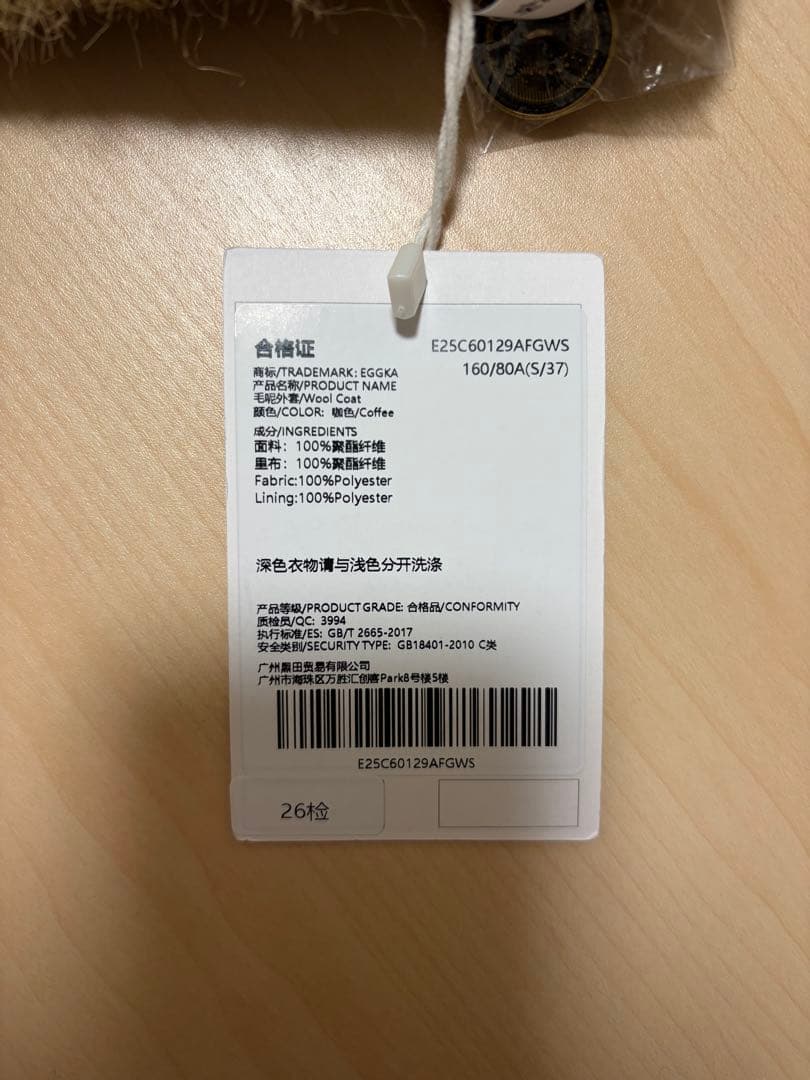 合格证
E25C60129AFGWS
160/80A(S/37)
商标/TRADEMARK: EGGKA
产品名称/PRODUCT NAME
毛呢外套/Wool Coat
颜色/COLOR: 咖色/Coffee
成分/INGREDIENTS
面料: 100%聚酯纤维
里布: 100%聚酯纤维
Fabric:100%Polyester
Lining:100%Polyester
深色衣物请与浅色分开洗涤
产品等级/PRODUCT GRADE: 合格品/CONFORMITY
质检员/QC: 3994
执行标准/ES: GB/T 2665-2017
安全类别/SECURITY TYPE: GB18401-2010 C类
广州黑田贸易有限公司
广州市海珠区万胜汇创客Park8号楼5楼
E25C60129AFGWS
26检